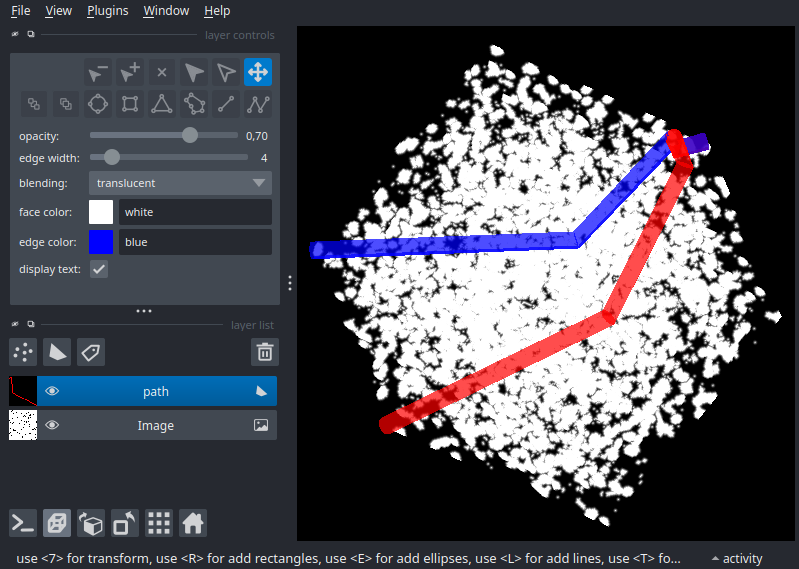 File View Plugins Window Help
layer controls
opacity: 0,70
edge width: 4
blending: translucent
face color: white
edge color: blue
display text:
layer list
path
Image
use <7> for transform, use <R> for add rectangles, use <E> for add ellipses, use <L> for add lines, use <T> fo... activity